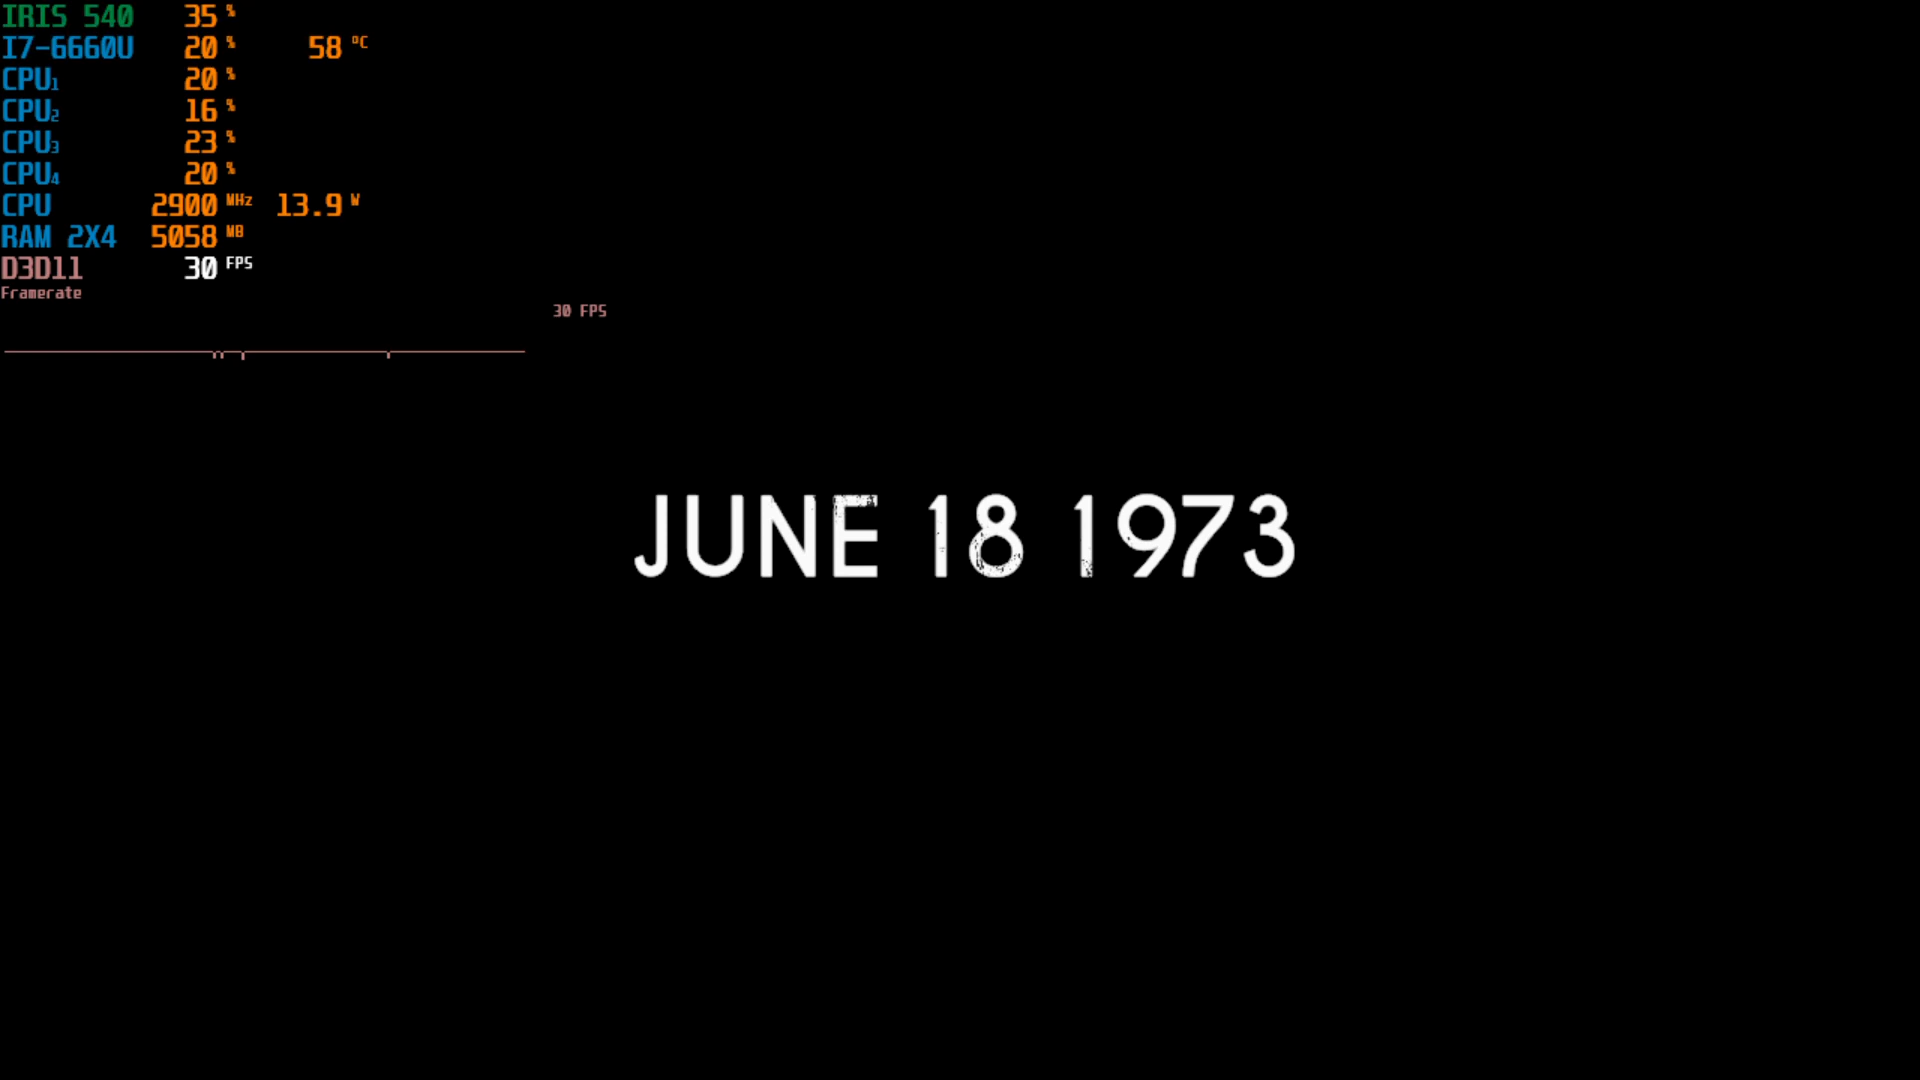 IRIS 540 35 %
I7-6660U 20 % 58 °C
CPU1 20 %
CPU2 16 %
CPU3 23 %
CPU4 20 %
CPU 2900 MHz 13.9 W
RAM 2X4 5058 MB
D3D11 30 FPS
Framerate
30 FPS
JUNE 18 1973